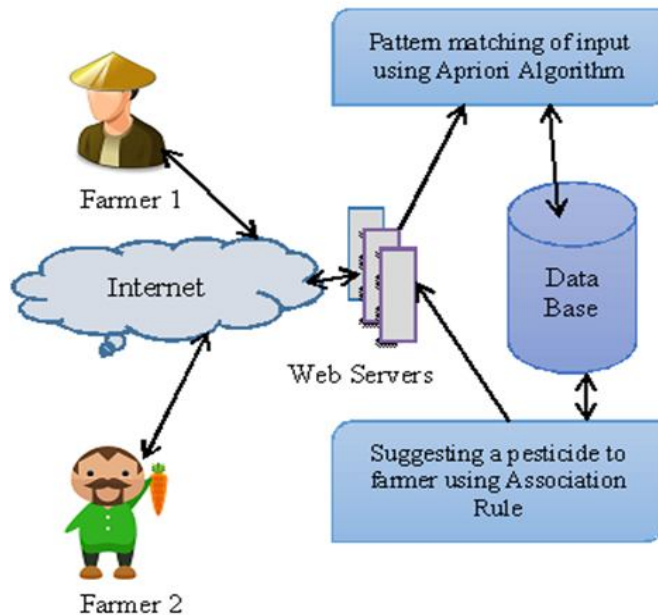 Pattern matching of input
using Apriori Algorithm
Farmer 1
Internet
Data
Base
Web Servers
Suggesting a pesticide to
farmer using Association
Rule
Farmer 2